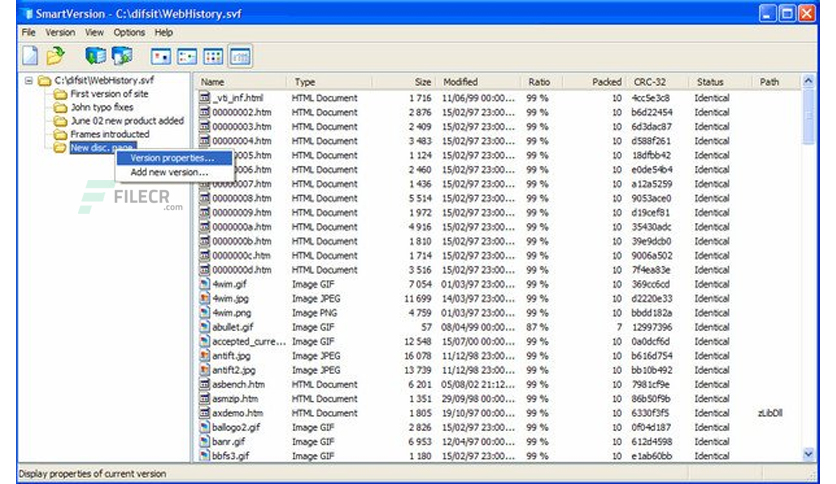 SmartVersion - C:\difsit\WebHistory.svf
File Version View Options Help
C:\difsit\WebHistory.svf
First version of site
John typo fixes
June 02 new product added
Frames introducted
New disc. page
Version properties...
Add new version...
FILECR
.com
Name Type Size Modified Ratio Packed CRC-32 Status Path
_vti_inf.html HTML Document 1 716 11/06/99 00:00... 99 % 10 4cc5e3c8 Identical
00000002.htm HTML Document 2 876 15/02/97 23:00... 99 % 10 b6d22454 Identical
00000003.htm HTML Document 2 409 15/02/97 23:00... 99 % 10 6d3dac87 Identical
00000004.htm HTML Document 3 483 15/02/97 23:00... 99 % 10 d588f261 Identical
005.htm HTML Document 1 124 15/02/97 23:00... 99 % 10 18dfbb42 Identical
006.htm HTML Document 2 460 15/02/97 23:00... 99 % 10 e0de54b4 Identical
00000007.htm HTML Document 1 436 15/02/97 23:00... 99 % 10 a12a5259 Identical
00000008.htm HTML Document 5 514 15/02/97 23:00... 99 % 10 9053ace0 Identical
00000009.htm HTML Document 1 972 15/02/97 23:00... 99 % 10 d19cef81 Identical
0000000a.htm HTML Document 4 916 15/02/97 23:00... 99 % 10 35430adc Identical
0000000b.htm HTML Document 1 810 15/02/97 23:00... 99 % 10 39e9dcb0 Identical
0000000c.htm HTML Document 1 714 15/02/97 23:00... 99 % 10 9006a502 Identical
0000000d.htm HTML Document 3 516 15/02/97 23:00... 99 % 10 7f4ea83e Identical
4wim.gif Image GIF 7 054 01/03/97 23:00... 99 % 10 369cc6cd Identical
4wim.jpg Image JPEG 11 699 14/03/97 23:00... 99 % 10 d2220e33 Identical
4wim.png Image PNG 4 759 01/03/97 23:00... 99 % 10 bbdd182a Identical
abullet.gif Image GIF 57 08/04/99 00:00... 87 % 7 12997396 Identical
accepted_curre... Image GIF 12 548 15/07/00 00:00... 99 % 10 0a0dcf6d Identical
antift.jpg Image JPEG 16 078 11/12/98 23:00... 99 % 10 b616d754 Identical
antift2.jpg Image JPEG 13 739 11/12/98 23:00... 99 % 10 bb10b492 Identical
asbench.htm HTML Document 6 201 05/08/02 21:12... 99 % 10 7981cf9e Identical
asmzip.htm HTML Document 1 351 29/09/98 00:00... 99 % 10 86b50f9b Identical
axdemo.htm HTML Document 1 805 19/10/97 00:00... 99 % 10 6330f3f5 Identical zLibDll
ballogo2.gif Image GIF 2 826 15/02/97 23:00... 99 % 10 0f04d187 Identical
banr.gif Image GIF 6 953 12/04/97 00:00... 99 % 10 612d4598 Identical
bbfs3.gif Image GIF 1 180 15/02/97 23:00... 99 % 10 e1ab60bb Identical
Display properties of current version